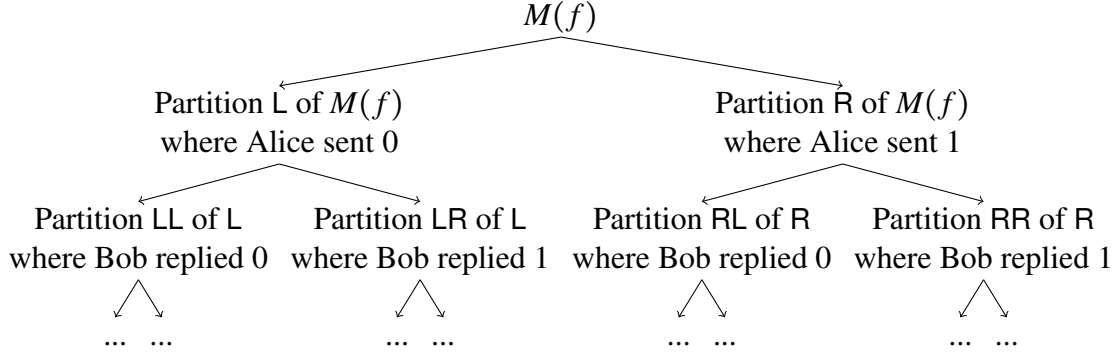 M(f)
Partition L of M(f)
where Alice sent 0
Partition R of M(f)
where Alice sent 1
Partition LL of L
where Bob replied 0
Partition LR of L
where Bob replied 1
Partition RL of R
where Bob replied 0
Partition RR of R
where Bob replied 1
... ...
... ...
... ...
... ...